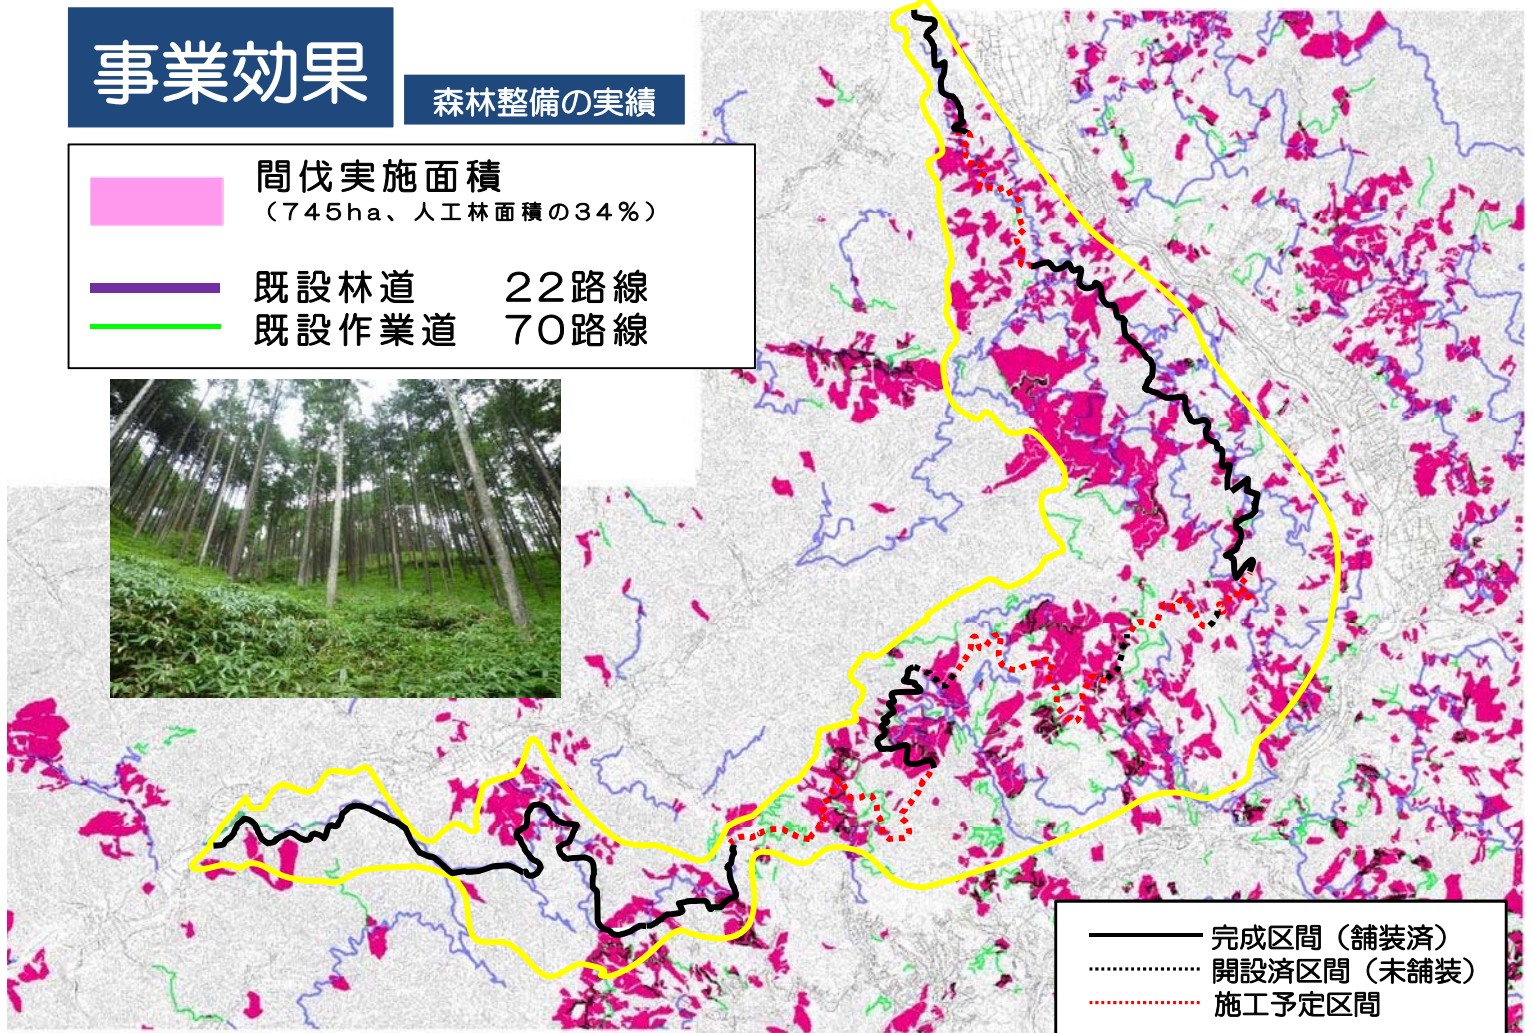 事業効果
森林整備の実績
間伐実施面積
（745ha、人工林面積の34％）
既設林道　22路線
既設作業道　70路線
完成区間（舗装済）
開設済区間（未舗装）
施工予定区間